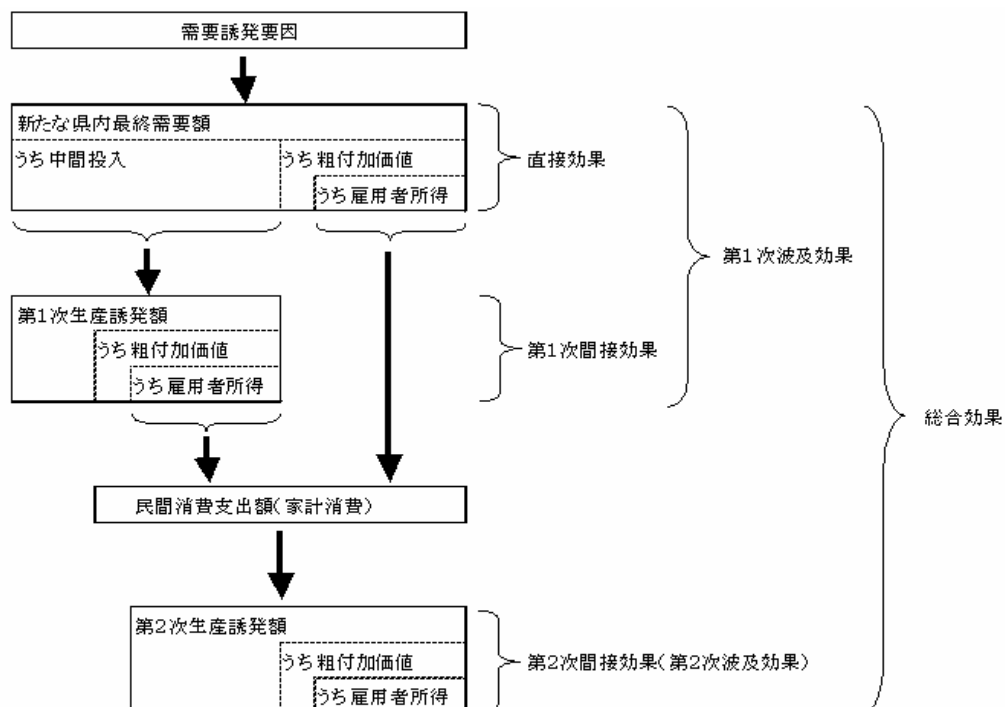 需要誘発要因
新たな県内最終需要額
うち中間投入
うち粗付加価値
うち雇用者所得
直接効果
第1次波及効果
第1次生産誘発額
うち粗付加価値
うち雇用者所得
第1次間接効果
総合効果
民間消費支出額(家計消費)
第2次生産誘発額
うち粗付加価値
うち雇用者所得
第2次間接効果(第2次波及効果)